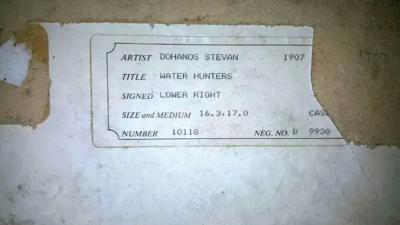 ARTIST DOHANOS STEVAN 1907
TITLE WATER HUNTERS
SIGNED LOWER RIGHT
SIZE and MEDIUM 16.3.17.0 CASE
NUMBER 10118 NEG. NO. B 9930